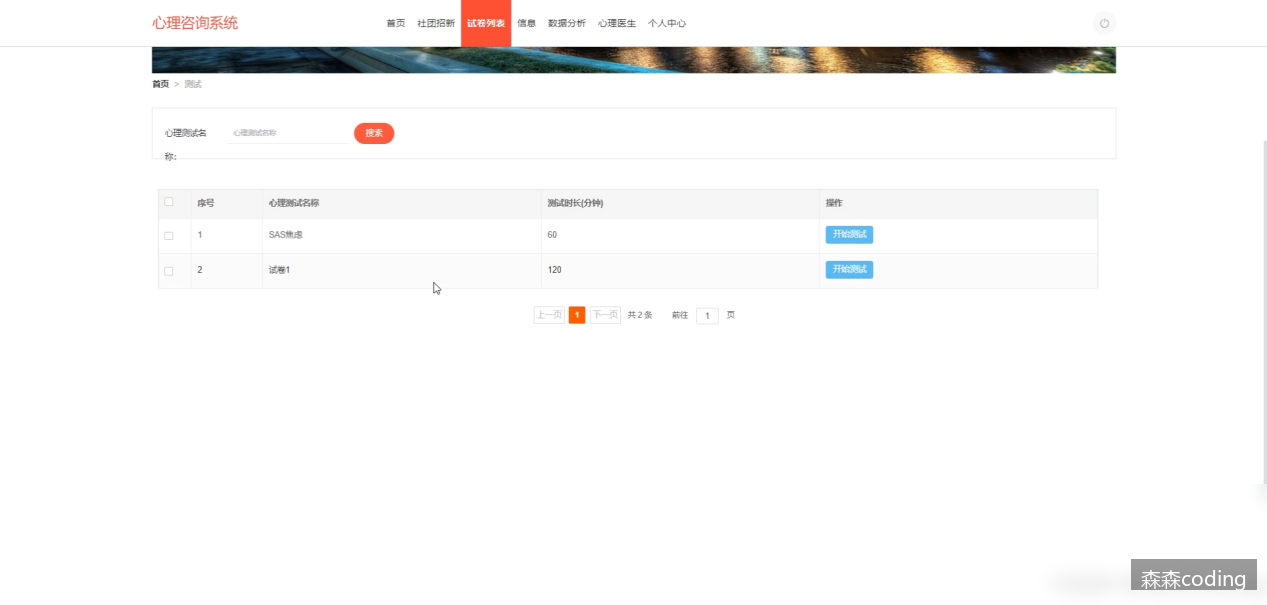 心理咨询系统
首页 社团招新 试卷列表 信息 数据分析 心理医生 个人中心
首页 > 测试
心理测试名 心理测试名称 搜索
称:
序号 心理测试名称 测试时长(分钟) 操作
1 SAS焦虑 60 开始测试
2 试卷1 120 开始测试
上一页 1 下一页 共 2 条 前往 1 页
森森coding